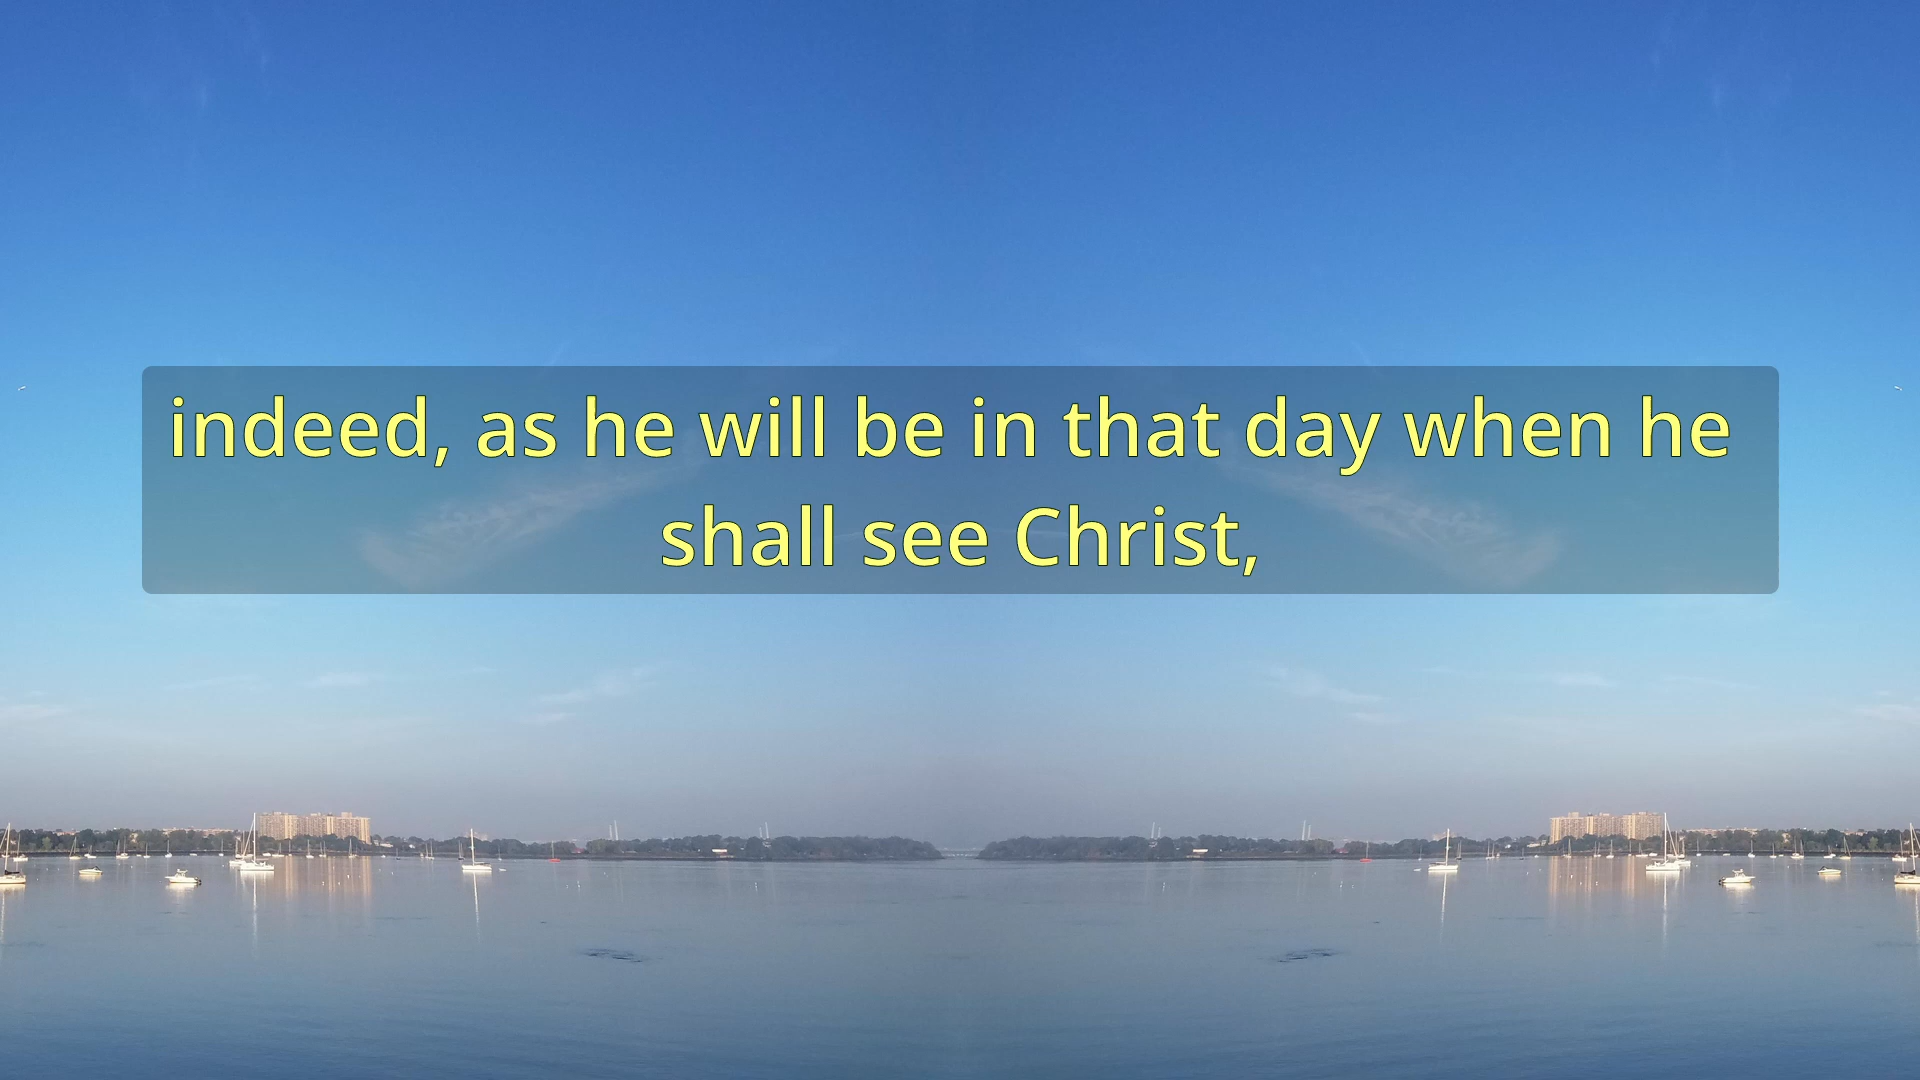 indeed, as he will be in that day when he
shall see Christ,